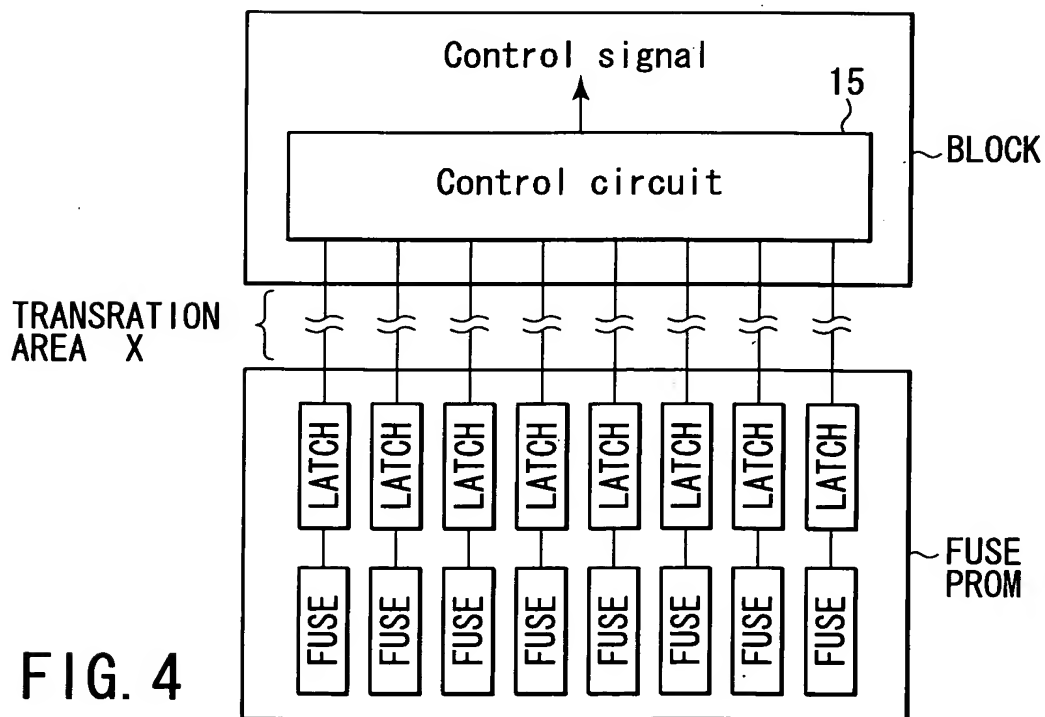 Control signal
15
BLOCK
Control circuit
TRANSRATION
AREA X
LATCH LATCH LATCH LATCH LATCH LATCH LATCH LATCH
FUSE
PROM
FUSE FUSE FUSE FUSE FUSE FUSE FUSE FUSE
FIG. 4